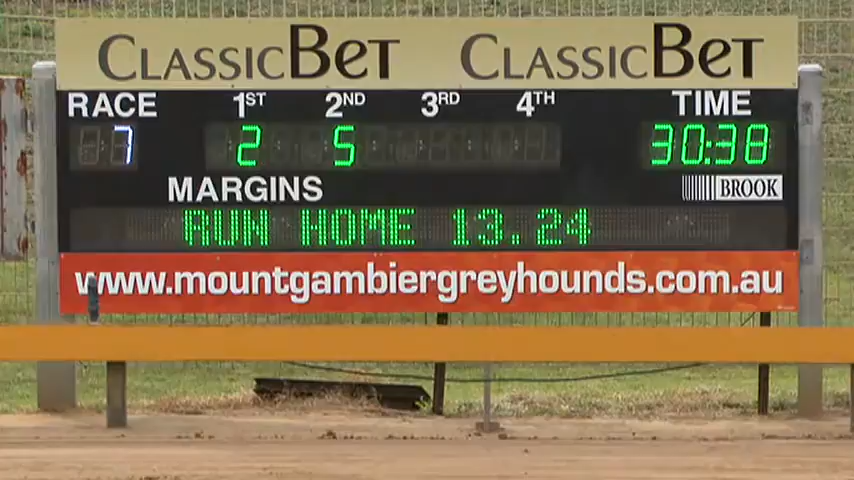 CLASSICBET CLASSICBET
RACE 1ST 2ND 3RD 4TH TIME
7 2 5 30:38
MARGINS BROOK
RUN HOME 13.24
www.mountgambiergreyhounds.com.au